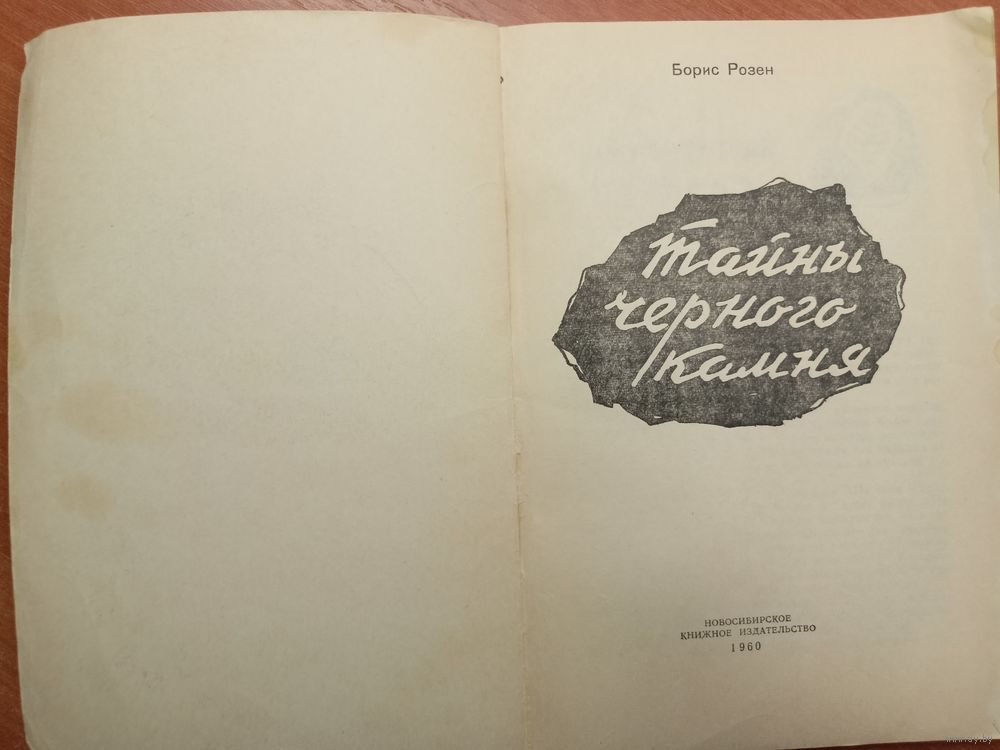 Борис Розен
Тайны
черного
камня
НОВОСИБИРСКОЕ
КНИЖНОЕ ИЗДАТЕЛЬСТВО
1960